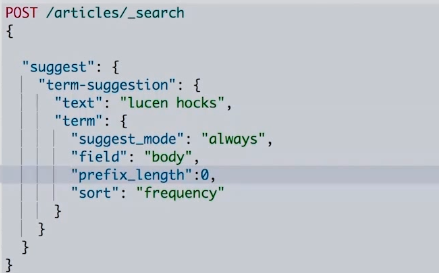 POST /articles/_search
{
"suggest": {
"term-suggestion": {
"text": "lucen hocks",
"term": {
"suggest_mode": "always",
"field": "body",
"prefix_length":0,
"sort": "frequency"
}
}
}
}